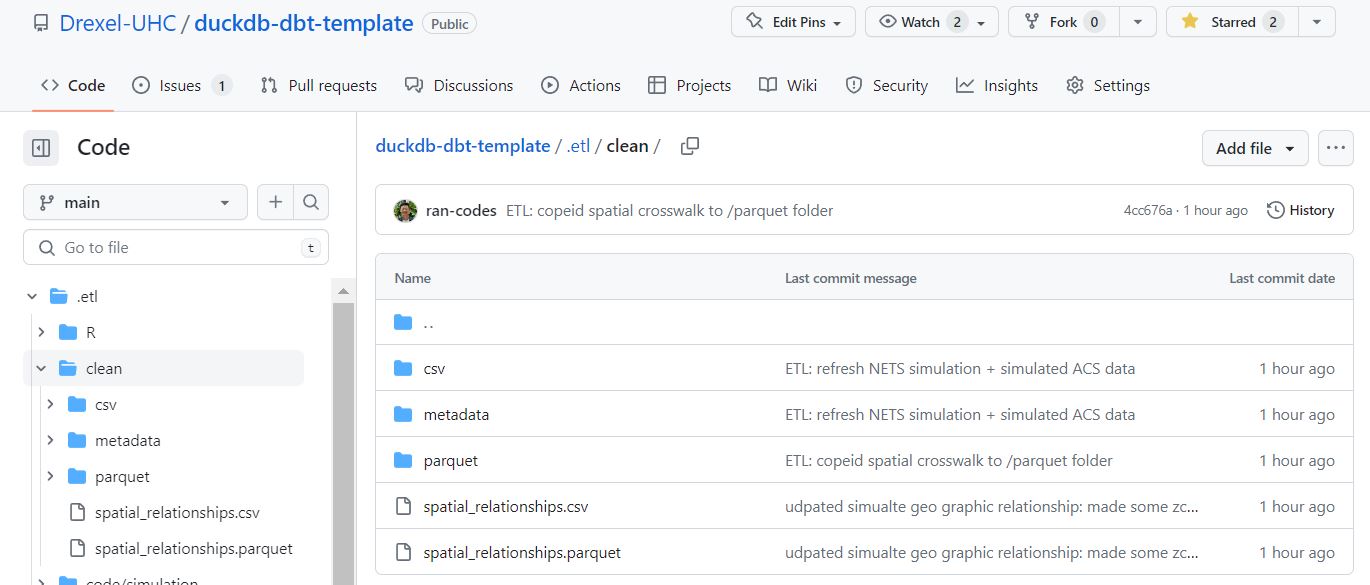 Drexel-UHC / duckdb-dbt-template Public
Edit Pins Watch 2 Fork 0 Starred 2
Code Issues 1 Pull requests Discussions Actions Projects Wiki Security Insights Settings
Code
main
Go to file t
.etl
R
clean
csv
metadata
parquet
spatial_relationships.csv
spatial_relationships.parquet
code/simulation
duckdb-dbt-template / .etl / clean /
Add file ...
ran-codes ETL: copeid spatial crosswalk to /parquet folder 4cc676a · 1 hour ago History
Name Last commit message Last commit date
..
csv ETL: refresh NETS simulation + simulated ACS data 1 hour ago
metadata ETL: refresh NETS simulation + simulated ACS data 1 hour ago
parquet ETL: copeid spatial crosswalk to /parquet folder 1 hour ago
spatial_relationships.csv udpated simualte geo graphic relationship: made some zc... 1 hour ago
spatial_relationships.parquet udpated simualte geo graphic relationship: made some zc... 1 hour ago